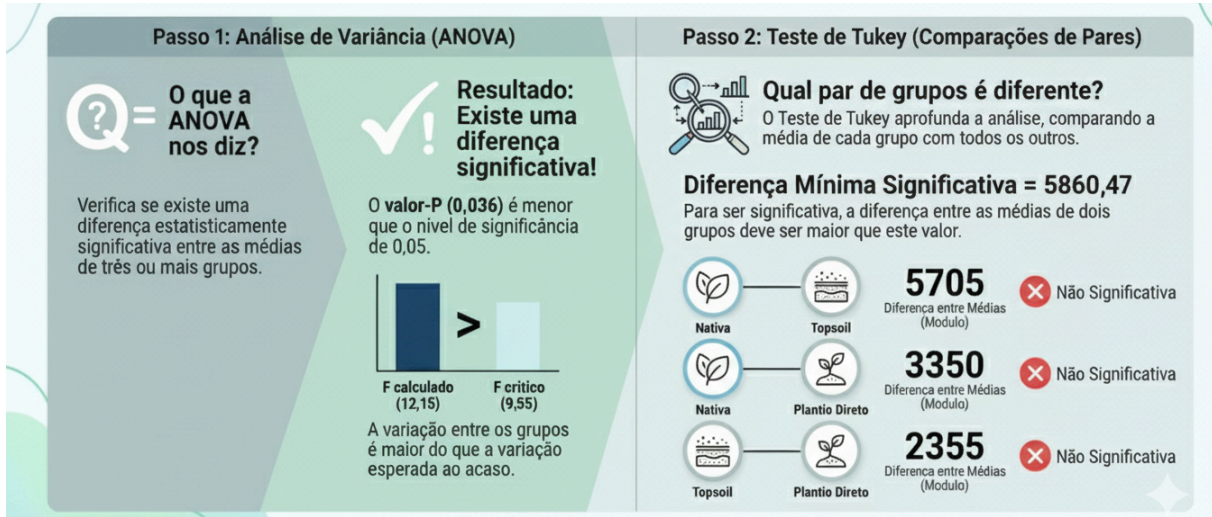 Passo 1: Análise de Variância (ANOVA)
?
=
O que a
ANOVA
nos diz?
Verifica se existe uma
diferença estatisticamente
significativa entre as médias
de três ou mais grupos.
!
Resultado:
Existe uma
diferença
significativa!
O valor-P (0,036) é menor
que o nivel de significância
de 0,05.
>
F calculado
(12,15)
F critico
(9,55)
A variação entre os grupos
é maior do que a variação
esperada ao acaso.
Passo 2: Teste de Tukey (Comparações de Pares)
Qual par de grupos é diferente?
O Teste de Tukey aprofunda a análise, comparando a
média de cada grupo com todos os outros.
Diferença Mínima Significativa = 5860,47
Para ser significativa, a diferença entre as médias de dois
grupos deve ser maior que este valor.
Nativa
Topsoil
5705
Diferença entre Médias
(Modulo)
Não Significativa
Nativa
Plantio Direto
3350
Diferença entre Médias
(Modulo)
Não Significativa
Topsoil
Plantio Direto
2355
Diferença entre Médias
(Modulo)
Não Significativa